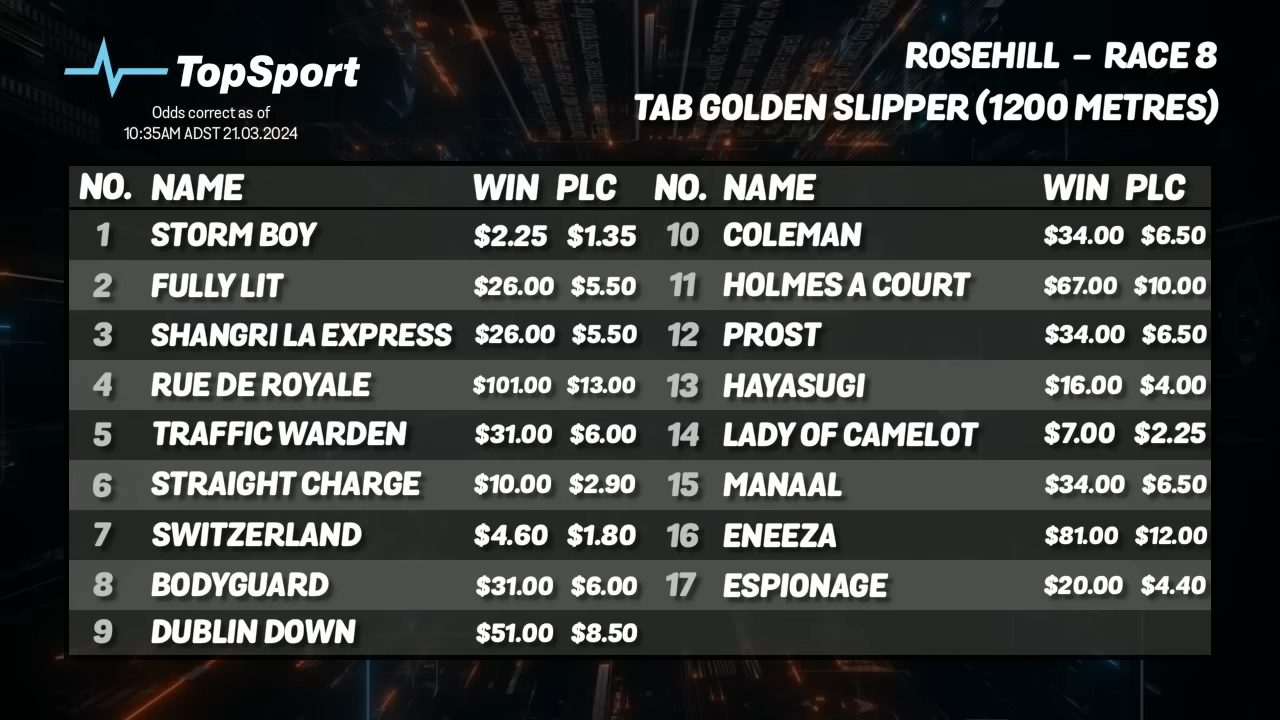 TopSport
Odds correct as of
10:35AM ADST 21.03.2024
ROSEHILL – RACE 8
TAB GOLDEN SLIPPER (1200 METRES)
NO. NAME WIN PLC NO. NAME WIN PLC
1 STORM BOY $2.25 $1.35 10 COLEMAN $34.00 $6.50
2 FULLY LIT $26.00 $5.50 11 HOLMES A COURT $67.00 $10.00
3 SHANGRI LA EXPRESS $26.00 $5.50 12 PROST $34.00 $6.50
4 RUE DE ROYALE $101.00 $13.00 13 HAYASUGI $16.00 $4.00
5 TRAFFIC WARDEN $31.00 $6.00 14 LADY OF CAMELOT $7.00 $2.25
6 STRAIGHT CHARGE $10.00 $2.90 15 MANAAL $34.00 $6.50
7 SWITZERLAND $4.60 $1.80 16 ENEEZA $81.00 $12.00
8 BODYGUARD $31.00 $6.00 17 ESPIONAGE $20.00 $4.40
9 DUBLIN DOWN $51.00 $8.50